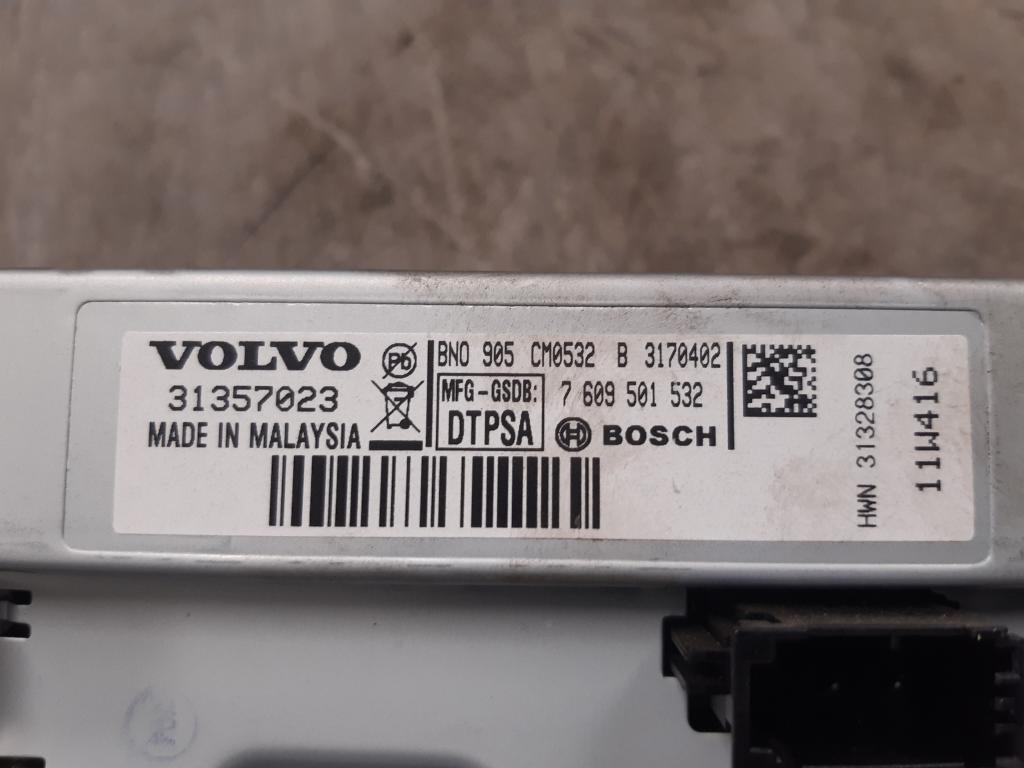 VOLVO
31357023
MADE IN MALAYSIA
Pb
BNO 905 CM0532 B 3170402
MFG-GSDB:
DTPSA
7 609 501 532
BOSCH
HWN 31328308
11W416